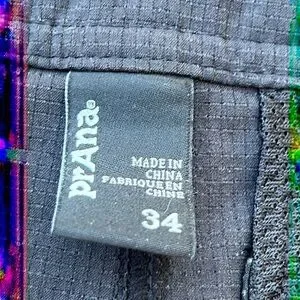 prAna®
MADE IN
CHINA
FABRIQUE EN
CHINE
34